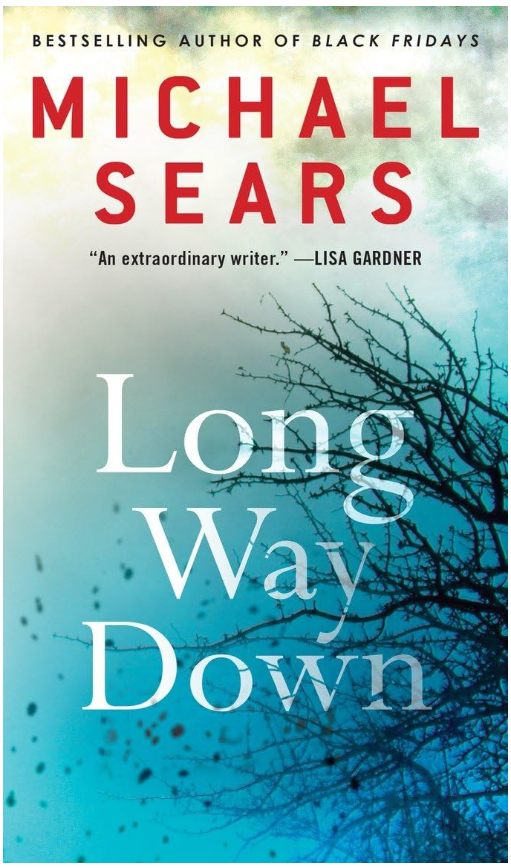 BESTSELLING AUTHOR OF BLACK FRIDAYS
MICHAEL
SEARS
“An extraordinary writer.” —LISA GARDNER
Long
Way
Down